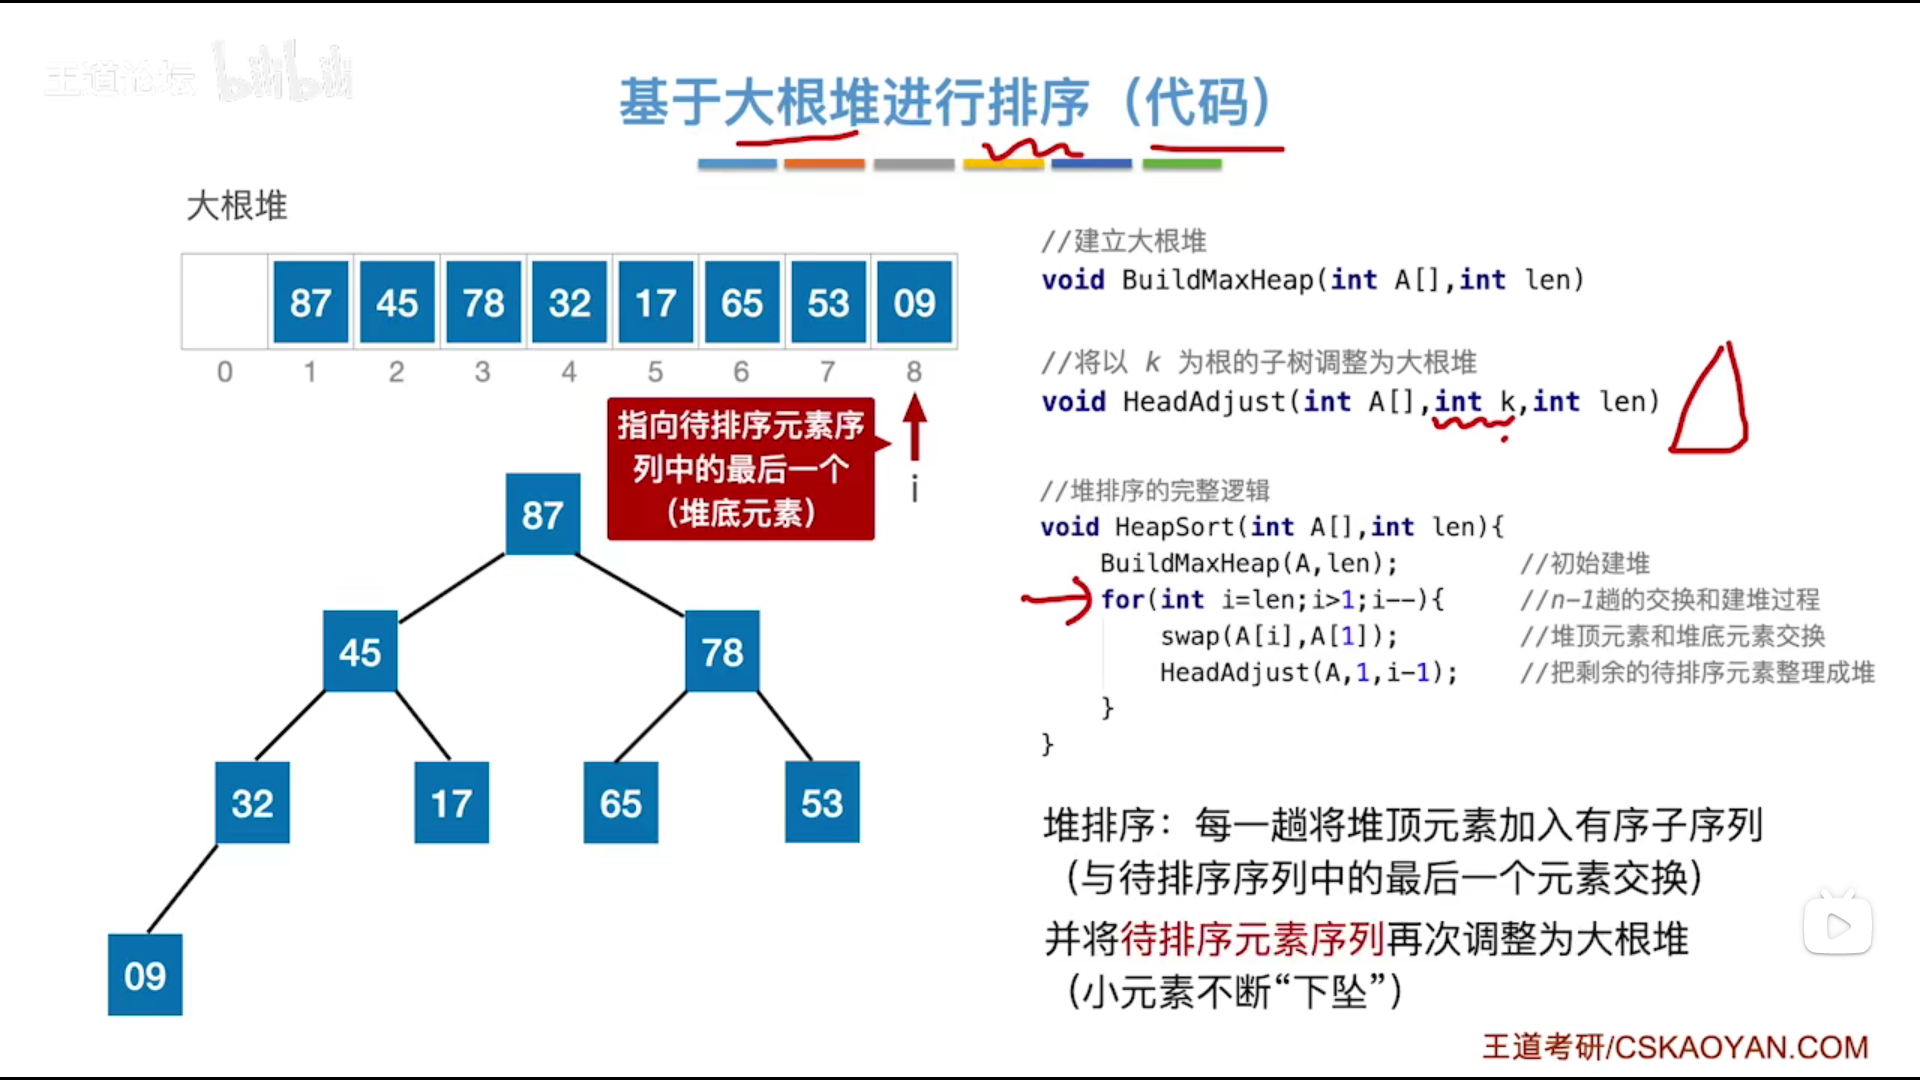 王道论坛 bilibili
基于大根堆进行排序（代码）
大根堆
87 45 78 32 17 65 53 09
0 1 2 3 4 5 6 7 8
指向待排序元素序
列中的最后一个
（堆底元素）
i
87
45 78
32 17 65 53
09
//建立大根堆
void BuildMaxHeap(int A[],int len)
//将以 k 为根的子树调整为大根堆
void HeadAdjust(int A[],int k,int len)
//堆排序的完整逻辑
void HeapSort(int A[],int len){
BuildMaxHeap(A,len); //初始建堆
for(int i=len;i>1;i--){ //n-1趟的交换和建堆过程
swap(A[i],A[1]); //堆顶元素和堆底元素交换
HeadAdjust(A,1,i-1); //把剩余的待排序元素整理成堆
}
}
堆排序：每一趟将堆顶元素加入有序子序列
（与待排序序列中的最后一个元素交换）
并将待排序元素序列再次调整为大根堆
（小元素不断“下坠”）
王道考研/CSKAOYAN.COM